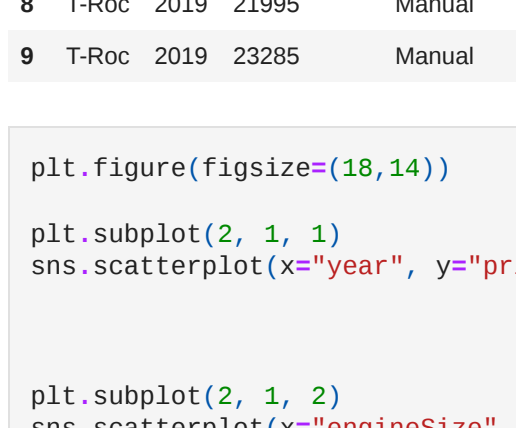 8 T-Roc 2019 21995 Manual
9 T-Roc 2019 23285 Manual
plt.figure(figsize=(18,14))
plt.subplot(2, 1, 1)
sns.scatterplot(x="year", y="pr
plt.subplot(2, 1, 2)
sns.scatterplot(x="engineSize"